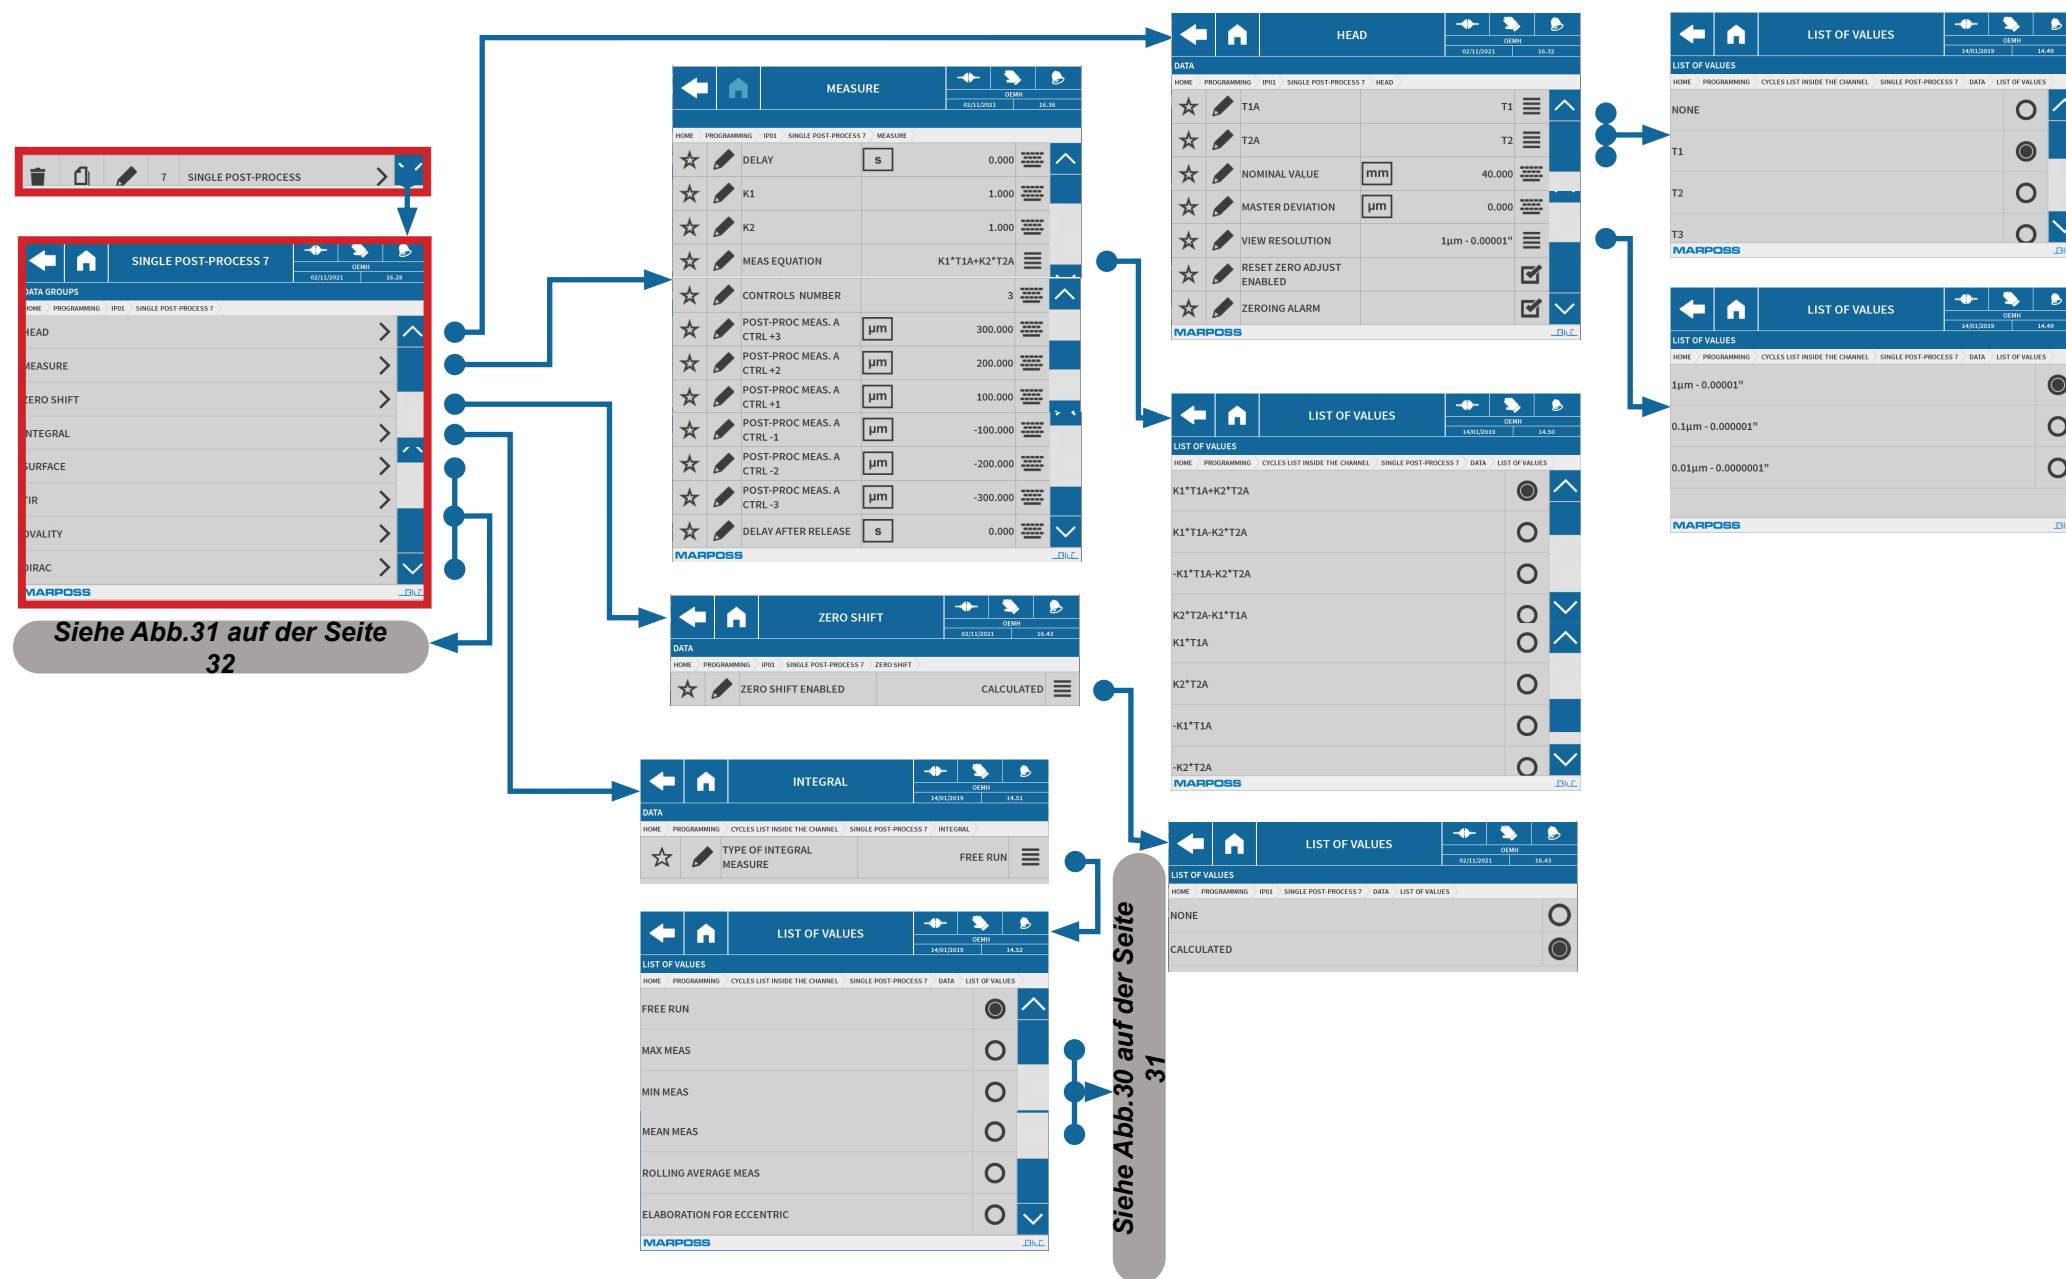 7 SINGLE POST-PROCESS
SINGLE POST-PROCESS 7
OEMH
02/11/2021 16.28
DATA GROUPS
HOME PROGRAMMING IP01 SINGLE POST-PROCESS 7
HEAD
MEASURE
ZERO SHIFT
INTEGRAL
SURFACE
TIR
OVALITY
DIRAC
MARPOSS BLÚ
Siehe Abb.31 auf der Seite
32
MEASURE
OEMH
02/11/2021 16.36
HOME PROGRAMMING IP01 SINGLE POST-PROCESS 7 MEASURE
DELAY s 0.000
K1 1.000
K2 1.000
MEAS EQUATION K1*T1A+K2*T2A
CONTROLS NUMBER 3
POST-PROC MEAS. A
CTRL +3 µm 300.000
POST-PROC MEAS. A
CTRL +2 µm 200.000
POST-PROC MEAS. A
CTRL +1 µm 100.000
POST-PROC MEAS. A
CTRL -1 µm -100.000
POST-PROC MEAS. A
CTRL -2 µm -200.000
POST-PROC MEAS. A
CTRL -3 µm -300.000
DELAY AFTER RELEASE s 0.000
MARPOSS
ZERO SHIFT
OEMH
02/11/2021 16.43
DATA
HOME PROGRAMMING IP01 SINGLE POST-PROCESS 7 ZERO SHIFT
ZERO SHIFT ENABLED CALCULATED
INTEGRAL
OEMH
14/01/2019 14.51
DATA
HOME PROGRAMMING CYCLES LIST INSIDE THE CHANNEL SINGLE POST-PROCESS 7 INTEGRAL
TYPE OF INTEGRAL
MEASURE FREE RUN
LIST OF VALUES
OEMH
14/01/2019 14.52
LIST OF VALUES
HOME PROGRAMMING CYCLES LIST INSIDE THE CHANNEL SINGLE POST-PROCESS 7 DATA LIST OF VALUES
FREE RUN
MAX MEAS
MIN MEAS
MEAN MEAS
ROLLING AVERAGE MEAS
ELABORATION FOR ECCENTRIC
MARPOSS
Siehe Abb.30 auf der Seite
31
HEAD
OEMH
02/11/2021 16.32
DATA
HOME PROGRAMMING IP01 SINGLE POST-PROCESS 7 HEAD
T1A T1
T2A T2
NOMINAL VALUE mm 40.000
MASTER DEVIATION µm 0.000
VIEW RESOLUTION 1µm - 0.00001"
RESET ZERO ADJUST
ENABLED
ZEROING ALARM
MARPOSS
LIST OF VALUES
OEMH
14/01/2019 14.50
LIST OF VALUES
HOME PROGRAMMING CYCLES LIST INSIDE THE CHANNEL SINGLE POST-PROCESS 7 DATA LIST OF VALUES
K1*T1A+K2*T2A
K1*T1A-K2*T2A
-K1*T1A-K2*T2A
K2*T2A-K1*T1A
K1*T1A
K2*T2A
-K1*T1A
-K2*T2A
MARPOSS
LIST OF VALUES
OEMH
02/11/2021 16.43
LIST OF VALUES
HOME PROGRAMMING IP01 SINGLE POST-PROCESS 7 DATA LIST OF VALUES
NONE
CALCULATED
LIST OF VALUES
OEMH
14/01/2019 14.49
LIST OF VALUES
HOME PROGRAMMING CYCLES LIST INSIDE THE CHANNEL SINGLE POST-PROCESS 7 DATA LIST OF VALUES
NONE
T1
T2
T3
MARPOSS
LIST OF VALUES
OEMH
14/01/2019 14.49
LIST OF VALUES
HOME PROGRAMMING CYCLES LIST INSIDE THE CHANNEL SINGLE POST-PROCESS 7 DATA LIST OF VALUES
1µm - 0.00001"
0.1µm - 0.000001"
0.01µm - 0.0000001"
MARPOSS